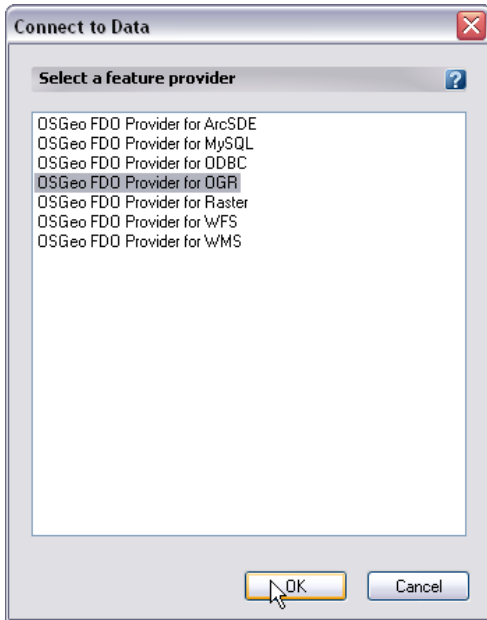 Connect to Data
Select a feature provider
?
OSGeo FDO Provider for ArcSDE
OSGeo FDO Provider for MySQL
OSGeo FDO Provider for ODBC
OSGeo FDO Provider for OGR
OSGeo FDO Provider for Raster
OSGeo FDO Provider for WFS
OSGeo FDO Provider for WMS
OK
Cancel